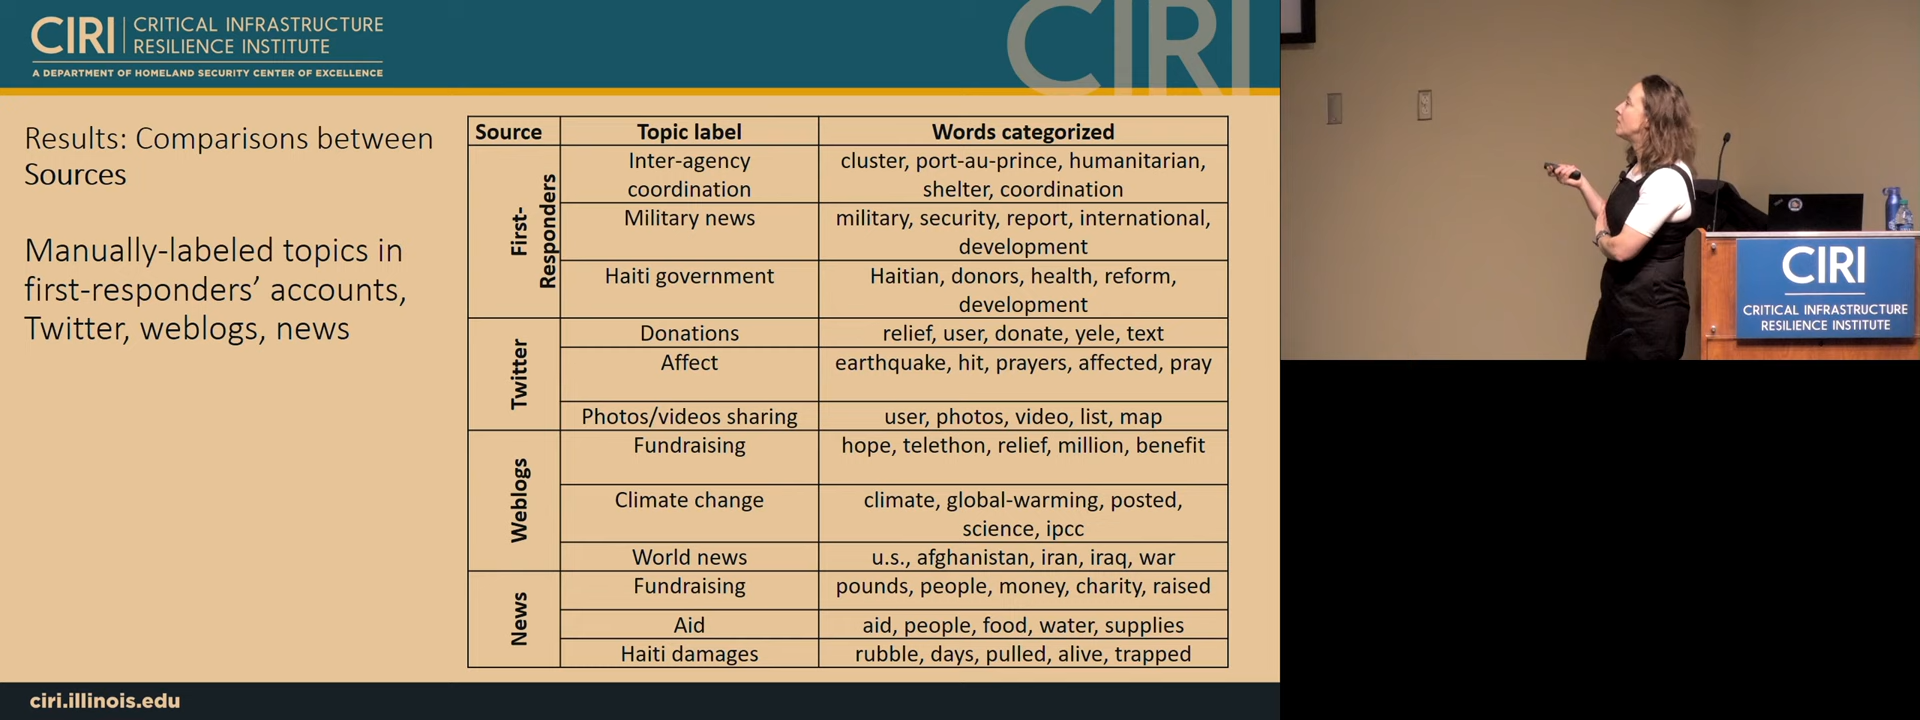 CIRI
CRITICAL INFRASTRUCTURE
RESILIENCE INSTITUTE
A DEPARTMENT OF HOMELAND SECURITY CENTER OF EXCELLENCE
CIRI
Results: Comparisons between
Sources
Manually-labeled topics in
first-responders' accounts,
Twitter, weblogs, news
Source Topic label Words categorized
First-
Responders
Inter-agency
coordination
cluster, port-au-prince, humanitarian,
shelter, coordination
Military news
military, security, report, international,
development
Haiti government
Haitian, donors, health, reform,
development
Twitter
Donations relief, user, donate, yele, text
Affect earthquake, hit, prayers, affected, pray
Photos/videos sharing user, photos, video, list, map
Weblogs
Fundraising hope, telethon, relief, million, benefit
Climate change
climate, global-warming, posted,
science, ipcc
World news u.s., afghanistan, iran, iraq, war
News
Fundraising pounds, people, money, charity, raised
Aid aid, people, food, water, supplies
Haiti damages rubble, days, pulled, alive, trapped
ciri.illinois.edu
CIRI
CRITICAL INFRASTRUCTURE
RESILIENCE INSTITUTE